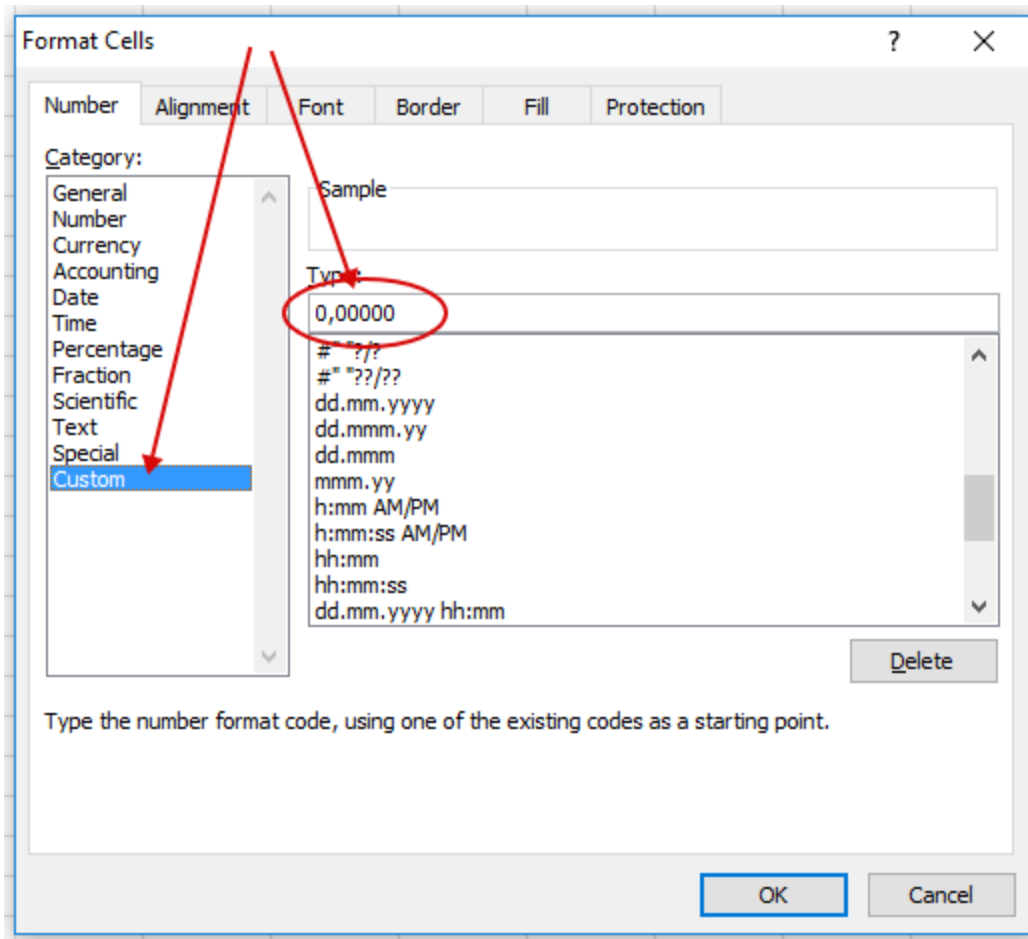 Format Cells ? ×
Number Alignment Font Border Fill Protection
Category:
General
Number
Currency
Accounting
Date
Time
Percentage
Fraction
Scientific
Text
Special
Custom
Sample
Type:
0,00000
#" "?/?
#" "??/??
dd.mm.yyyy
dd.mmm.yy
dd.mmm
mmm.yy
h:mm AM/PM
h:mm:ss AM/PM
hh:mm
hh:mm:ss
dd.mm.yyyy hh:mm
Delete
Type the number format code, using one of the existing codes as a starting point.
OK Cancel